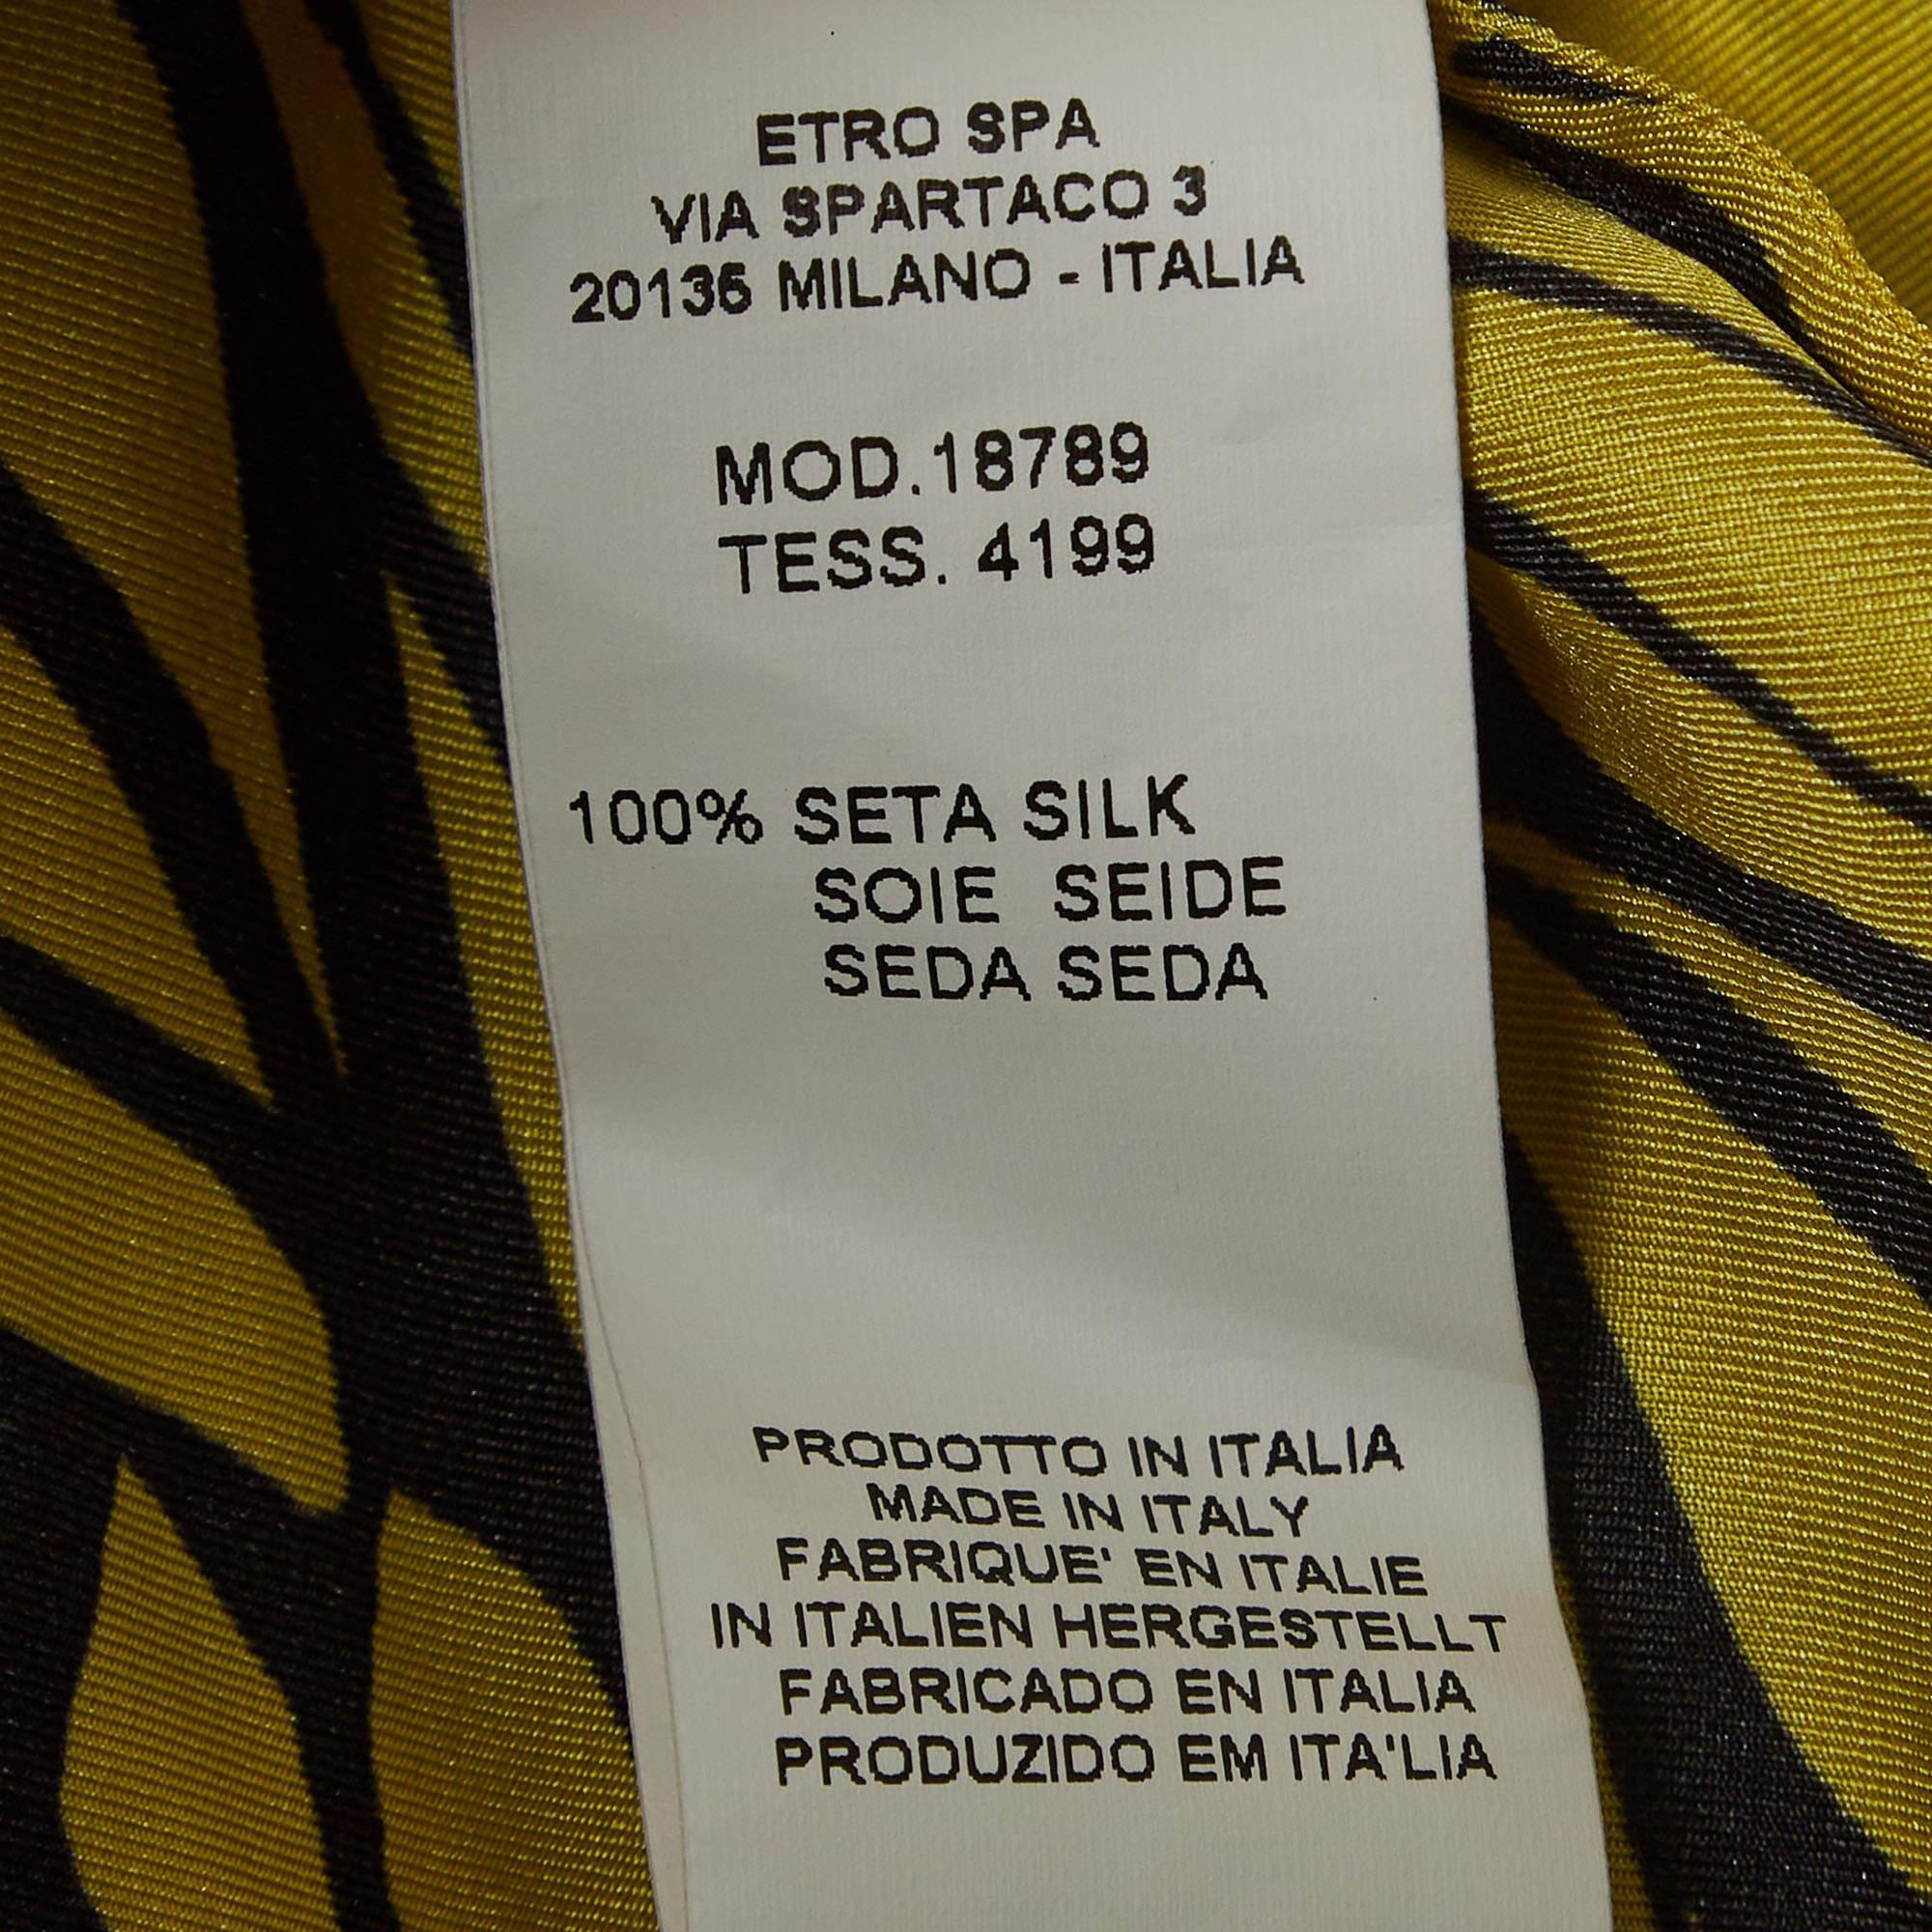 ETRO SPA
VIA SPARTACO 3
20135 MILANO - ITALIA
MOD.18789
TESS. 4199
100% SETA SILK
SOIE SEIDE
SEDA SEDA
PRODOTTO IN ITALIA
MADE IN ITALY
FABRIQUE' EN ITALIE
IN ITALIEN HERGESTELLT
FABRICADO EN ITALIA
PRODUZIDO EM ITA'LIA